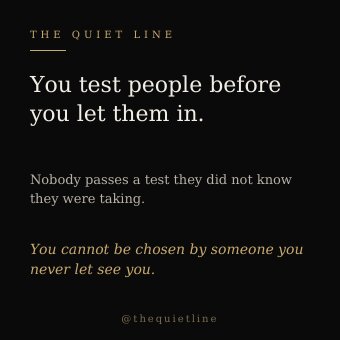 THE QUIET LINE
You test people before
you let them in.
Nobody passes a test they did not know
they were taking.
You cannot be chosen by someone you
never let see you.
@thequietline